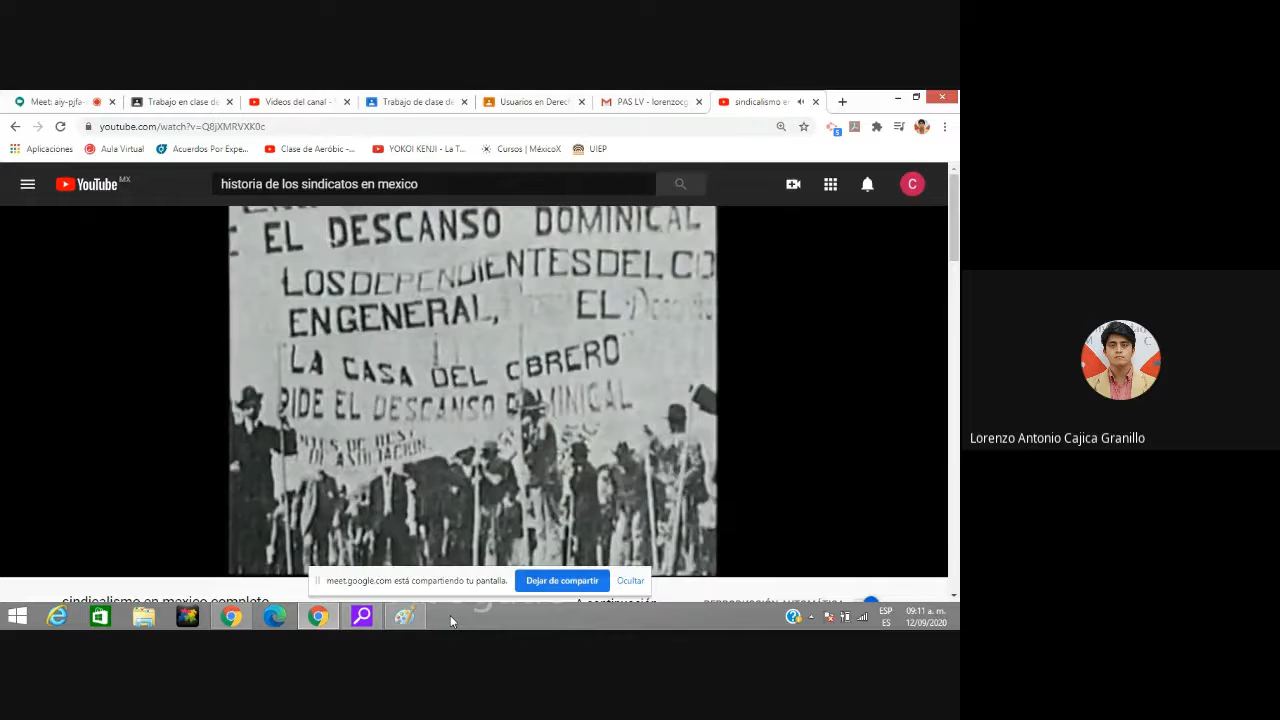 Meet: aiy-pjfa-
Trabajo en clase de
Videos del canal -
Trabajo de clase de
Usuarios en Derec
PAS LV - lorenzocg
sindicalismo e
youtube.com/watch?v=Q8jXMRVXK0c
Aplicaciones
Aula Virtual
Acuerdos Por Expe...
Clase de Aeróbic -...
YOKOI KENJI - La T...
Cursos | MéxicoX
UIEP
YouTube MX
historia de los sindicatos en mexico
C
EL DESCANSO DOMINICAL
LOS DEPENDIENTES DEL CO
EN GENERAL, EL
"LA CASA DEL OBRERO"
PIDE EL DESCANSO DOMINICAL
Lorenzo Antonio Cajica Granillo
meet.google.com está compartiendo tu pantalla.
Dejar de compartir
Ocultar
sindicalismo en mexico completo
A continuación
REPRODUCCIÓN AUTOMÁTICA
ESP
ES
09:11 a. m.
12/09/2020